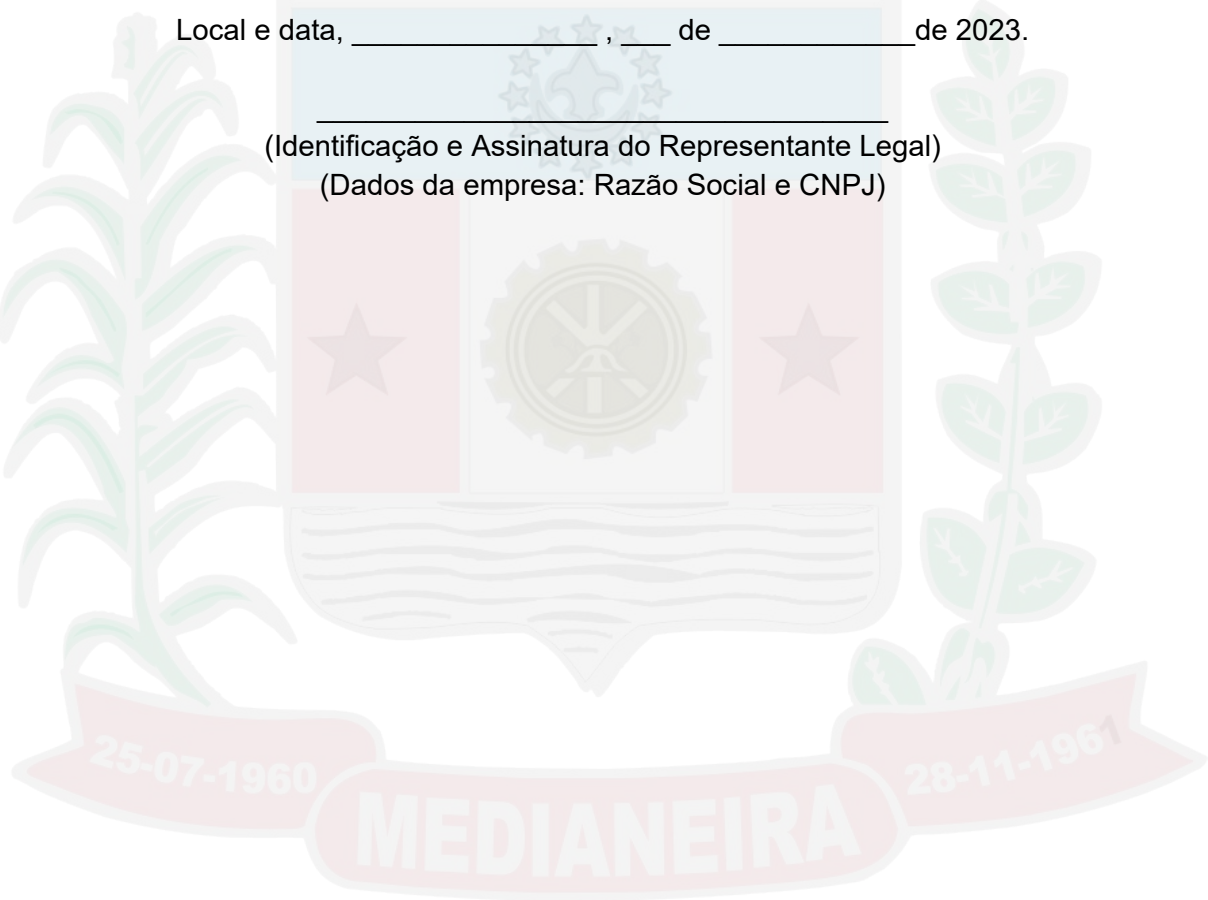 Local e data, _______________ , ___ de ____________de 2023.
___________________________________
(Identificação e Assinatura do Representante Legal)
(Dados da empresa: Razão Social e CNPJ)
25-07-1960
28-11-1961
MEDIANEIRA